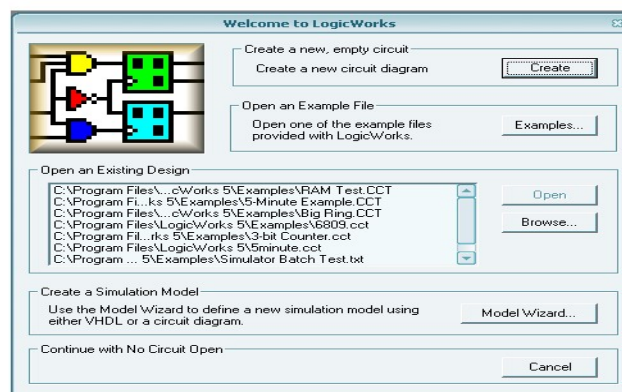 Welcome to LogicWorks
Create a new, empty circuit
Create a new circuit diagram
Create
Open an Example File
Open one of the example files
provided with LogicWorks.
Examples...
Open an Existing Design
C:\Program Files\...cWorks 5\Examples\RAM Test.CCT
C:\Program Fi...ks 5\Examples\5-Minute Example.CCT
C:\Program Files\...cWorks 5\Examples\Big Ring.CCT
C:\Program Files\LogicWorks 5\Examples\6809.cct
C:\Program Fil...rks 5\Examples\3-bit Counter.cct
C:\Program Files\LogicWorks 5\5minute.cct
C:\Program ... 5\Examples\Simulator Batch Test.txt
Open
Browse...
Create a Simulation Model
Use the Model Wizard to define a new simulation model using
either VHDL or a circuit diagram.
Model Wizard...
Continue with No Circuit Open
Cancel